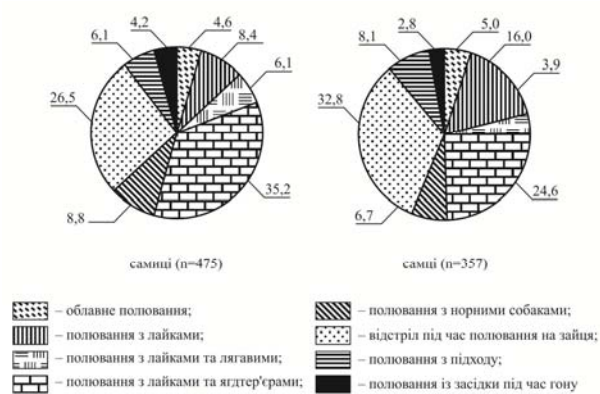 4,2
4,6
6,1
8,4
6,1
26,5
35,2
8,8
самиці (n=475)
2,8
5,0
8,1
16,0
3,9
32,8
24,6
6,7
самці (n=357)
– облавне полювання;
– полювання з лайками;
– полювання з лайками та лягавими;
– полювання з лайками та ягдтер'єрами;
– полювання з норними собаками;
– відстріл під час полювання на зайця;
– полювання з підходу;
– полювання із засідки під час гону